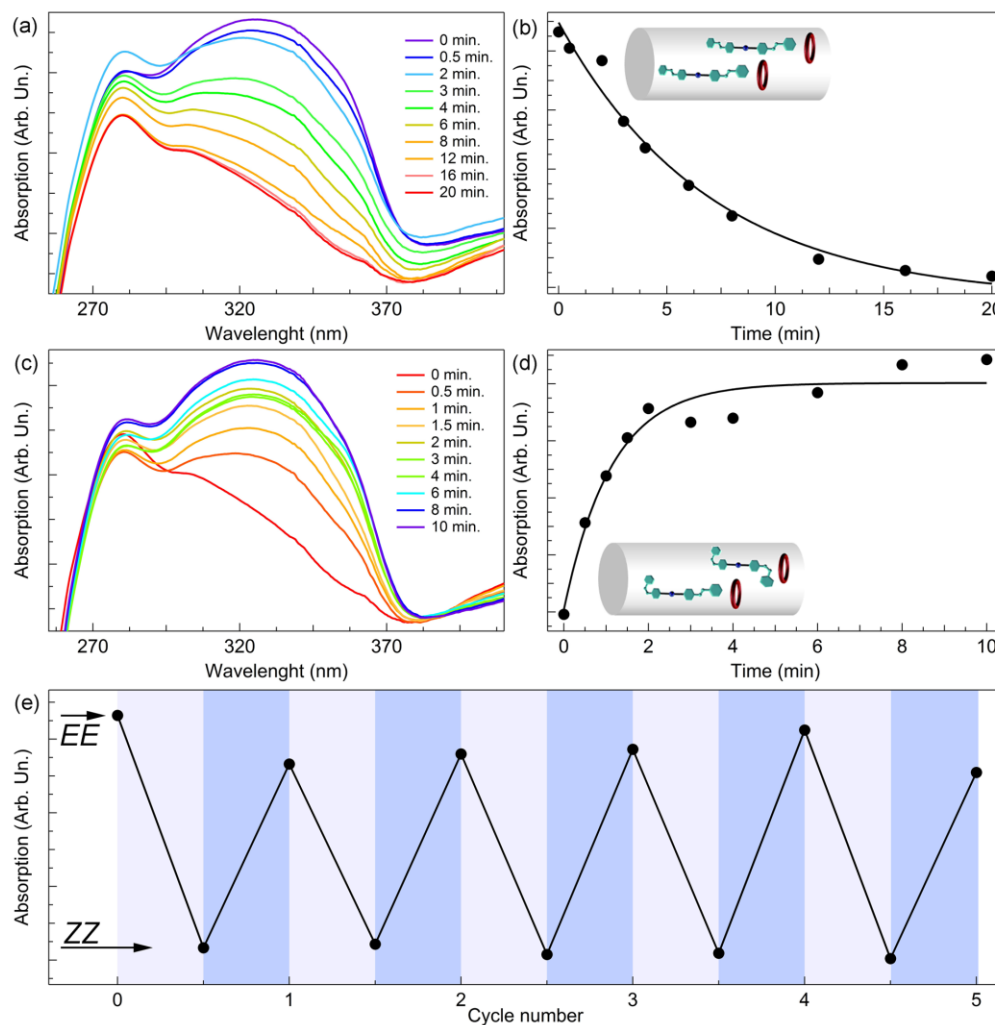 (a)
Absorption (Arb. Un.)
0 min.
0.5 min.
2 min.
3 min.
4 min.
6 min.
8 min.
12 min.
16 min.
20 min.
270 320 370
Wavelenght (nm)
(b)
Absorption (Arb. Un.)
0 5 10 15 20
Time (min)
(c)
Absorption (Arb. Un.)
0 min.
0.5 min.
1 min.
1.5 min.
2 min.
3 min.
4 min.
6 min.
8 min.
10 min.
270 320 370
Wavelenght (nm)
(d)
Absorption (Arb. Un.)
0 2 4 6 8 10
Time (min)
(e)
Absorption (Arb. Un.)
EE
ZZ
0 1 2 3 4 5
Cycle number